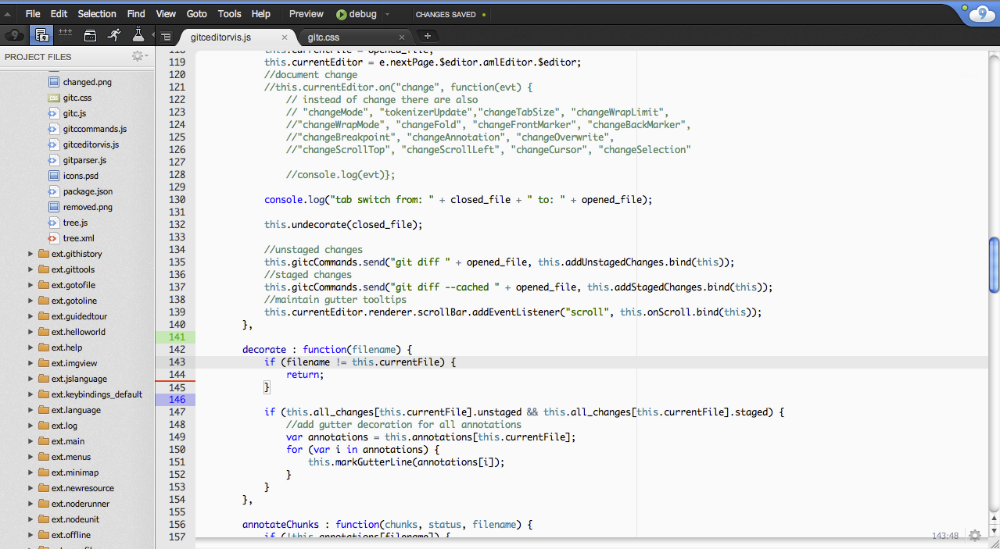 File Edit Selection Find View Goto Tools Help Preview debug CHANGES SAVED 9
9 gitceditorvis.js × gitc.css × +
PROJECT FILES
changed.png
gitc.css
gitc.js
gitccommands.js
gitceditorvis.js
gitparser.js
icons.psd
package.json
removed.png
tree.js
tree.xml
ext.githistory
ext.gittools
ext.gotofile
ext.gotoline
ext.guidedtour
ext.helloworld
ext.help
ext.imgview
ext.jslanguage
ext.keybindings_default
ext.language
ext.log
ext.main
ext.menus
ext.minimap
ext.newresource
ext.noderunner
ext.nodeunit
ext.offline
118 this.currentFile = opened_file;
119 this.currentEditor = e.nextPage.$editor.amlEditor.$editor;
120 //document change
121 //this.currentEditor.on("change", function(evt) {
122 // instead of change there are also
123 // "changeMode", "tokenizerUpdate","changeTabSize", "changeWrapLimit",
124 //"changeWrapMode", "changeFold", "changeFrontMarker", "changeBackMarker",
125 //"changeBreakpoint", "changeAnnotation", "changeOverwrite",
126 //"changeScrollTop", "changeScrollLeft", "changeCursor", "changeSelection"
127
128 //console.log(evt)};
129
130 console.log("tab switch from: " + closed_file + " to: " + opened_file);
131
132 this.undecorate(closed_file);
133
134 //unstaged changes
135 this.gitcCommands.send("git diff " + opened_file, this.addUnstagedChanges.bind(this));
136 //staged changes
137 this.gitcCommands.send("git diff --cached " + opened_file, this.addStagedChanges.bind(this));
138 //maintain gutter tooltips
139 this.currentEditor.renderer.scrollBar.addEventListener("scroll", this.onScroll.bind(this));
140 },
141
142 decorate : function(filename) {
143 if (filename != this.currentFile) {
144 return;
145 }
146
147 if (this.all_changes[this.currentFile].unstaged && this.all_changes[this.currentFile].staged) {
148 //add gutter decoration for all annotations
149 var annotations = this.annotations[this.currentFile];
150 for (var i in annotations) {
151 this.markGutterLine(annotations[i]);
152 }
153 }
154 },
155
156 annotateChunks : function(chunks, status, filename) {
157 if (!this.annotations[filename]) {
143:48